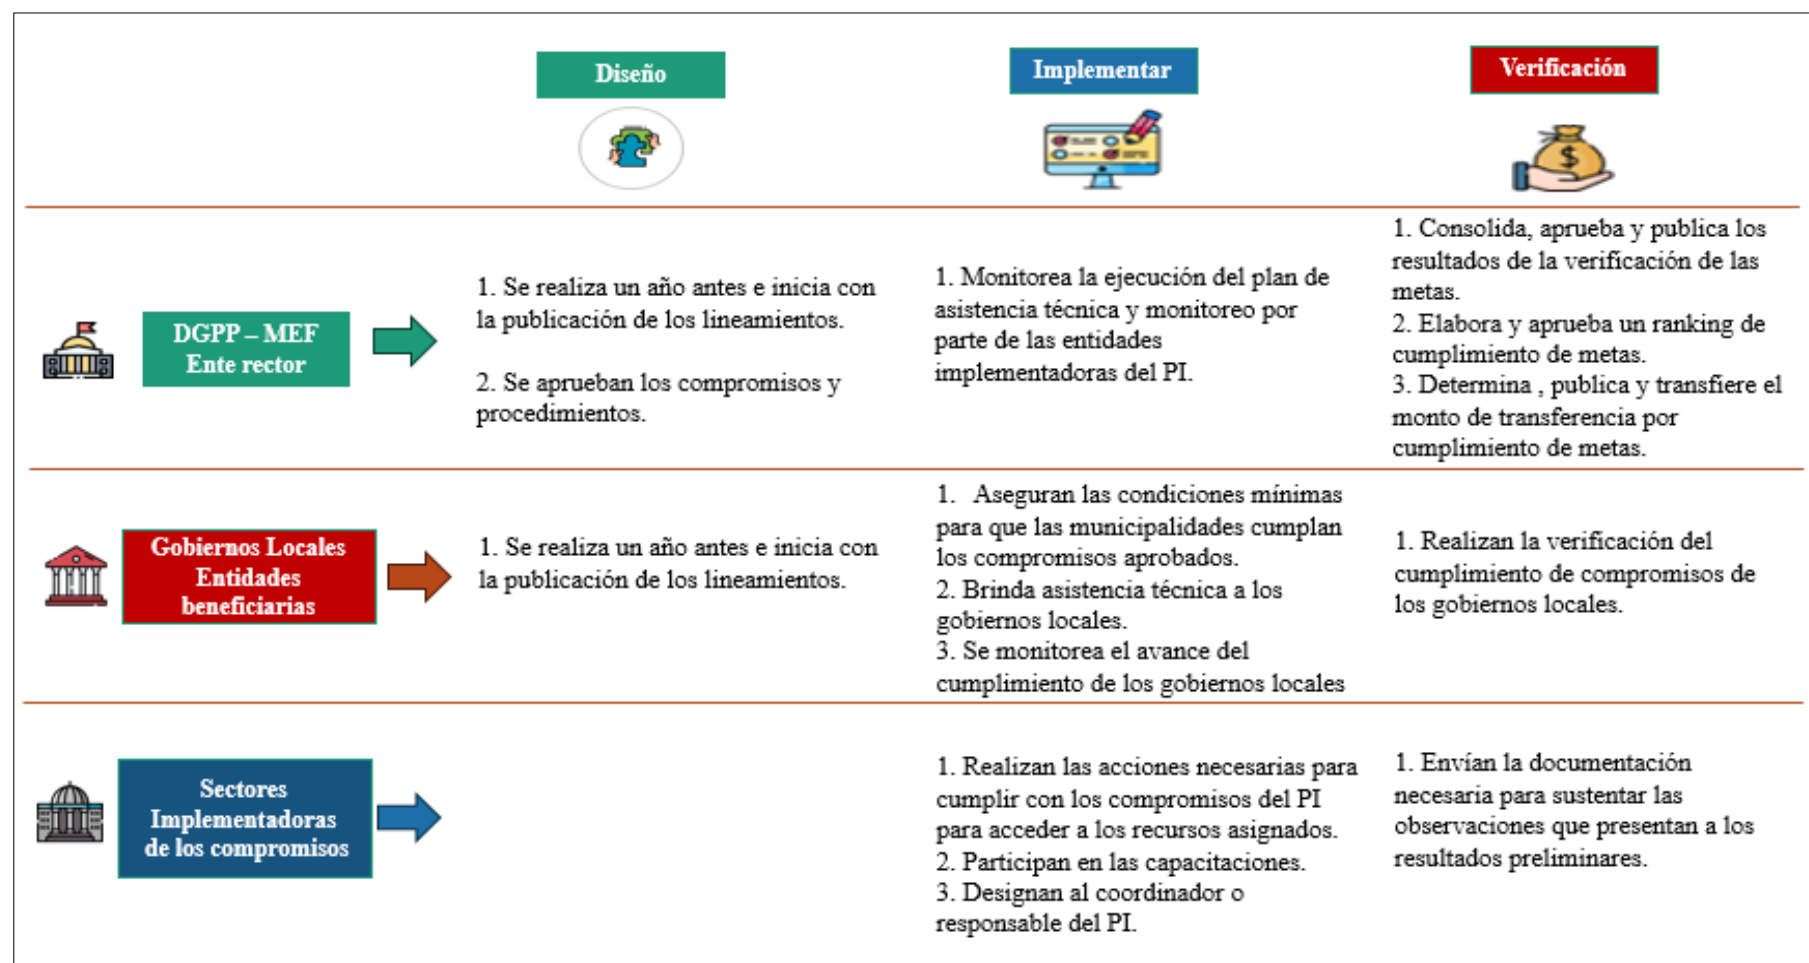 Diseño
Implementar
Verificación
DGPP – MEF
Ente rector
1. Se realiza un año antes e inicia con
la publicación de los lineamientos.
2. Se aprueban los compromisos y
procedimientos.
1. Monitorea la ejecución del plan de
asistencia técnica y monitoreo por
parte de las entidades
implementadoras del PI.
1. Consolida, aprueba y publica los
resultados de la verificación de las
metas.
2. Elabora y aprueba un ranking de
cumplimiento de metas.
3. Determina , publica y transfiere el
monto de transferencia por
cumplimiento de metas.
Gobiernos Locales
Entidades
beneficiarias
1. Se realiza un año antes e inicia con
la publicación de los lineamientos.
1. Aseguran las condiciones mínimas
para que las municipalidades cumplan
los compromisos aprobados.
2. Brinda asistencia técnica a los
gobiernos locales.
3. Se monitorea el avance del
cumplimiento de los gobiernos locales
1. Realizan la verificación del
cumplimiento de compromisos de
los gobiernos locales.
Sectores
Implementadoras
de los compromisos
1. Realizan las acciones necesarias para
cumplir con los compromisos del PI
para acceder a los recursos asignados.
2. Participan en las capacitaciones.
3. Designan al coordinador o
responsable del PI.
1. Envían la documentación
necesaria para sustentar las
observaciones que presentan a los
resultados preliminares.